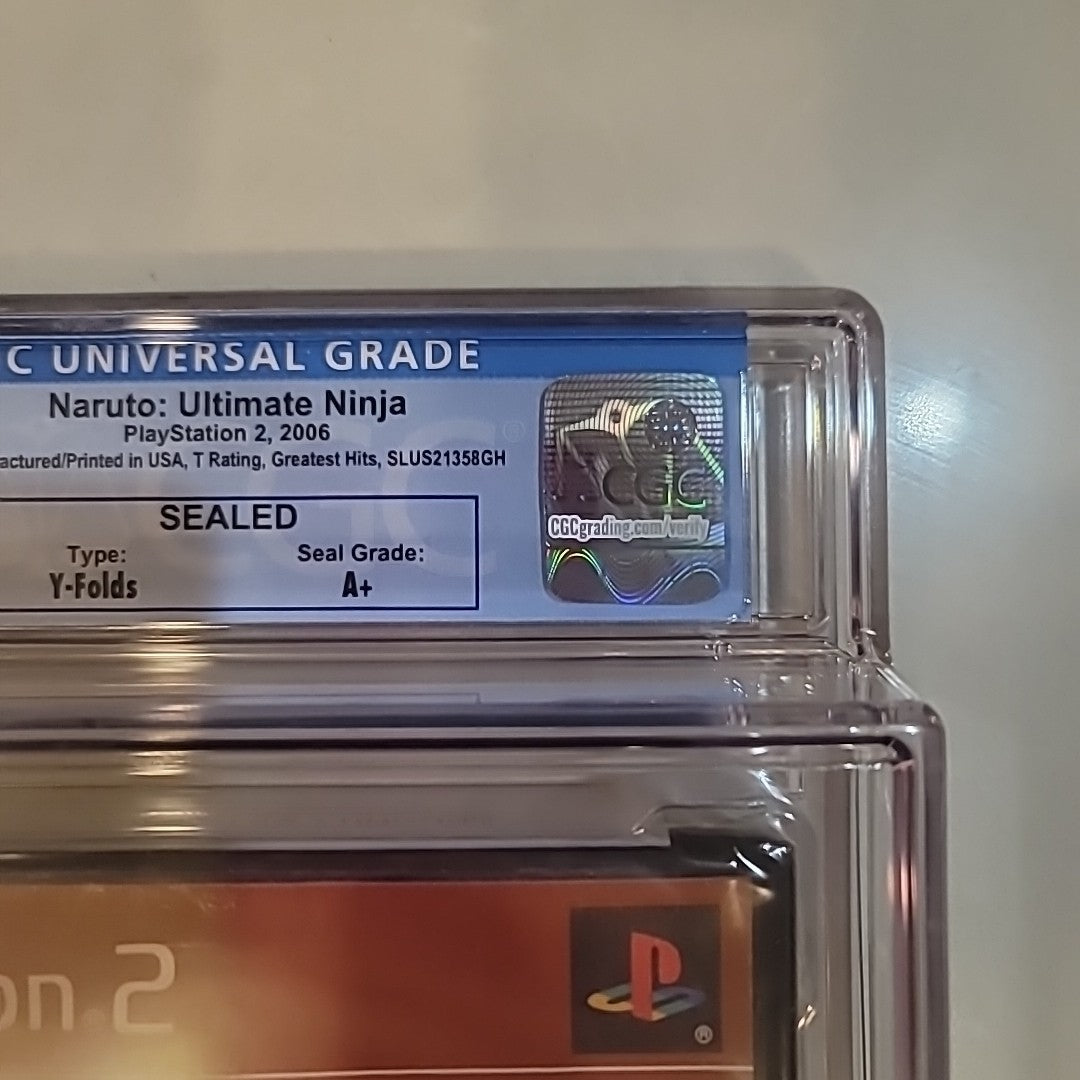 C UNIVERSAL GRADE
Naruto: Ultimate Ninja
PlayStation 2, 2006
actured/Printed in USA, T Rating, Greatest Hits, SLUS21358GH
SEALED
Type:
Seal Grade:
Y-Folds
A+
CGC
CGCgrading.com/verify
on.2
®